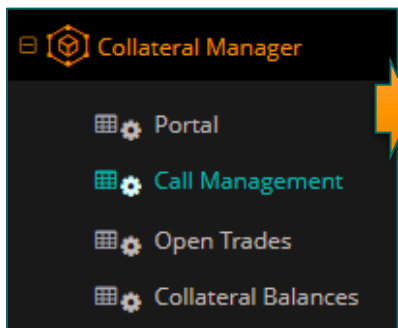 Collateral Manager
Portal
Call Management
Open Trades
Collateral Balances